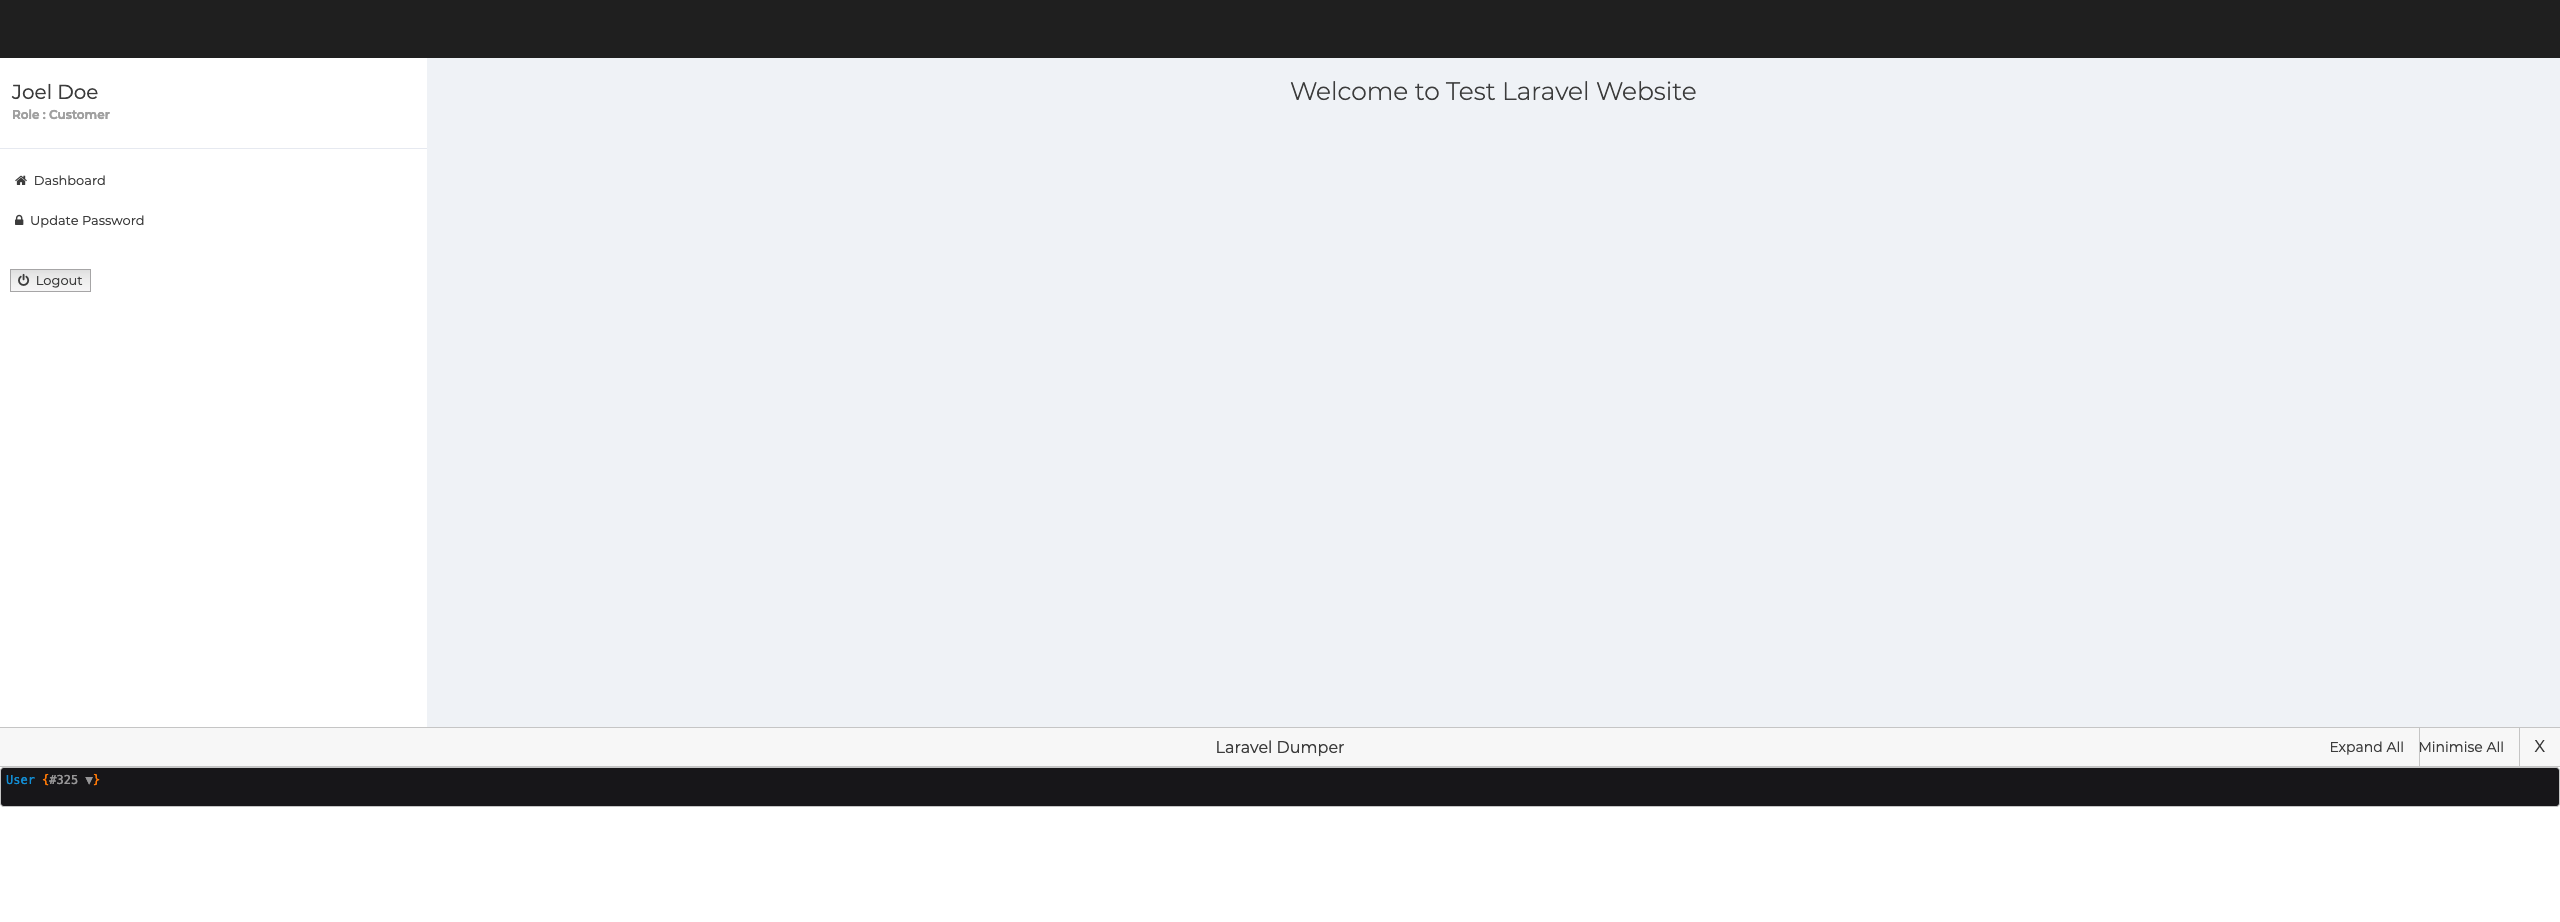 Joel Doe
Role : Customer
Dashboard
Update Password
Logout
Welcome to Test Laravel Website
Laravel Dumper
Expand All
Minimise All
X
User {#325 ▼}